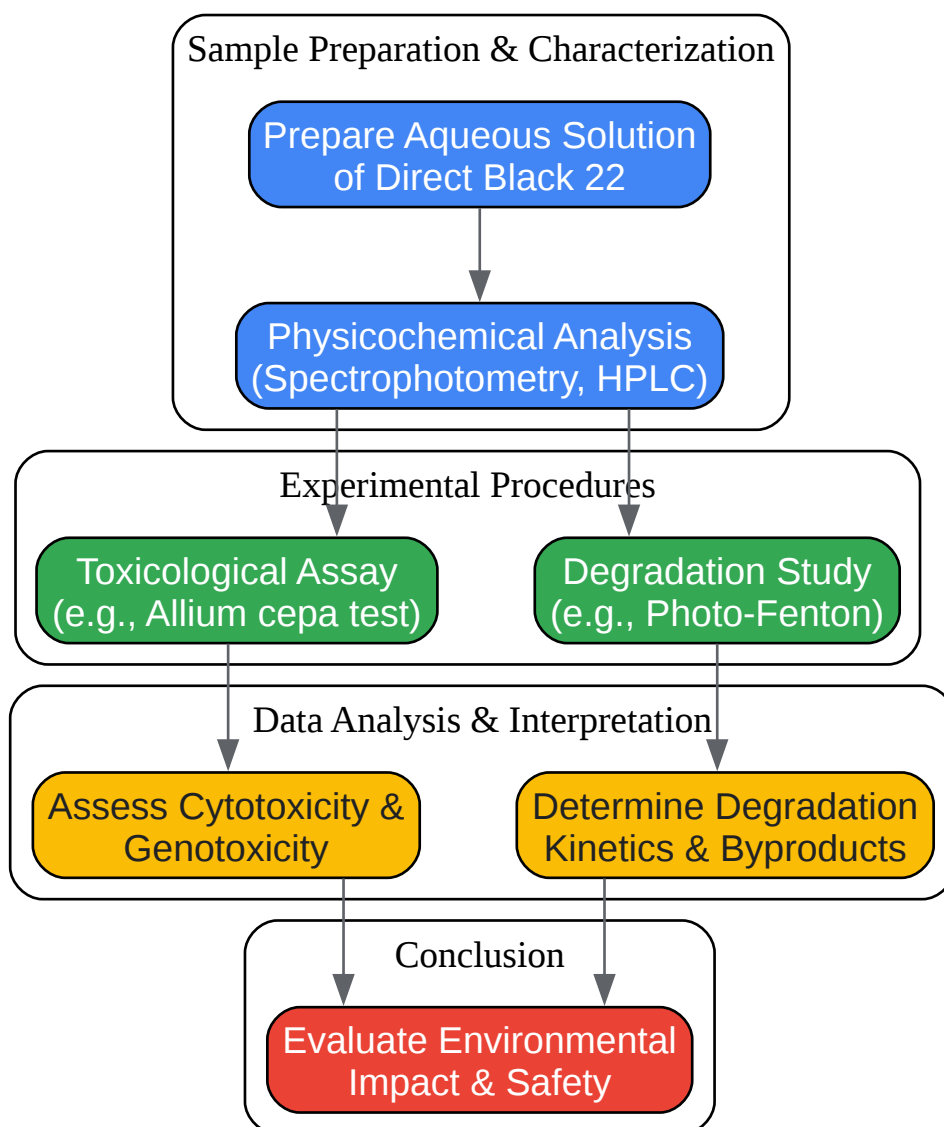 Sample Preparation & Characterization
Prepare Aqueous Solution
of Direct Black 22
Physicochemical Analysis
(Spectrophotometry, HPLC)
Experimental Procedures
Toxicological Assay
(e.g., Allium cepa test)
Degradation Study
(e.g., Photo-Fenton)
Data Analysis & Interpretation
Assess Cytotoxicity &
Genotoxicity
Determine Degradation
Kinetics & Byproducts
Conclusion
Evaluate Environmental
Impact & Safety